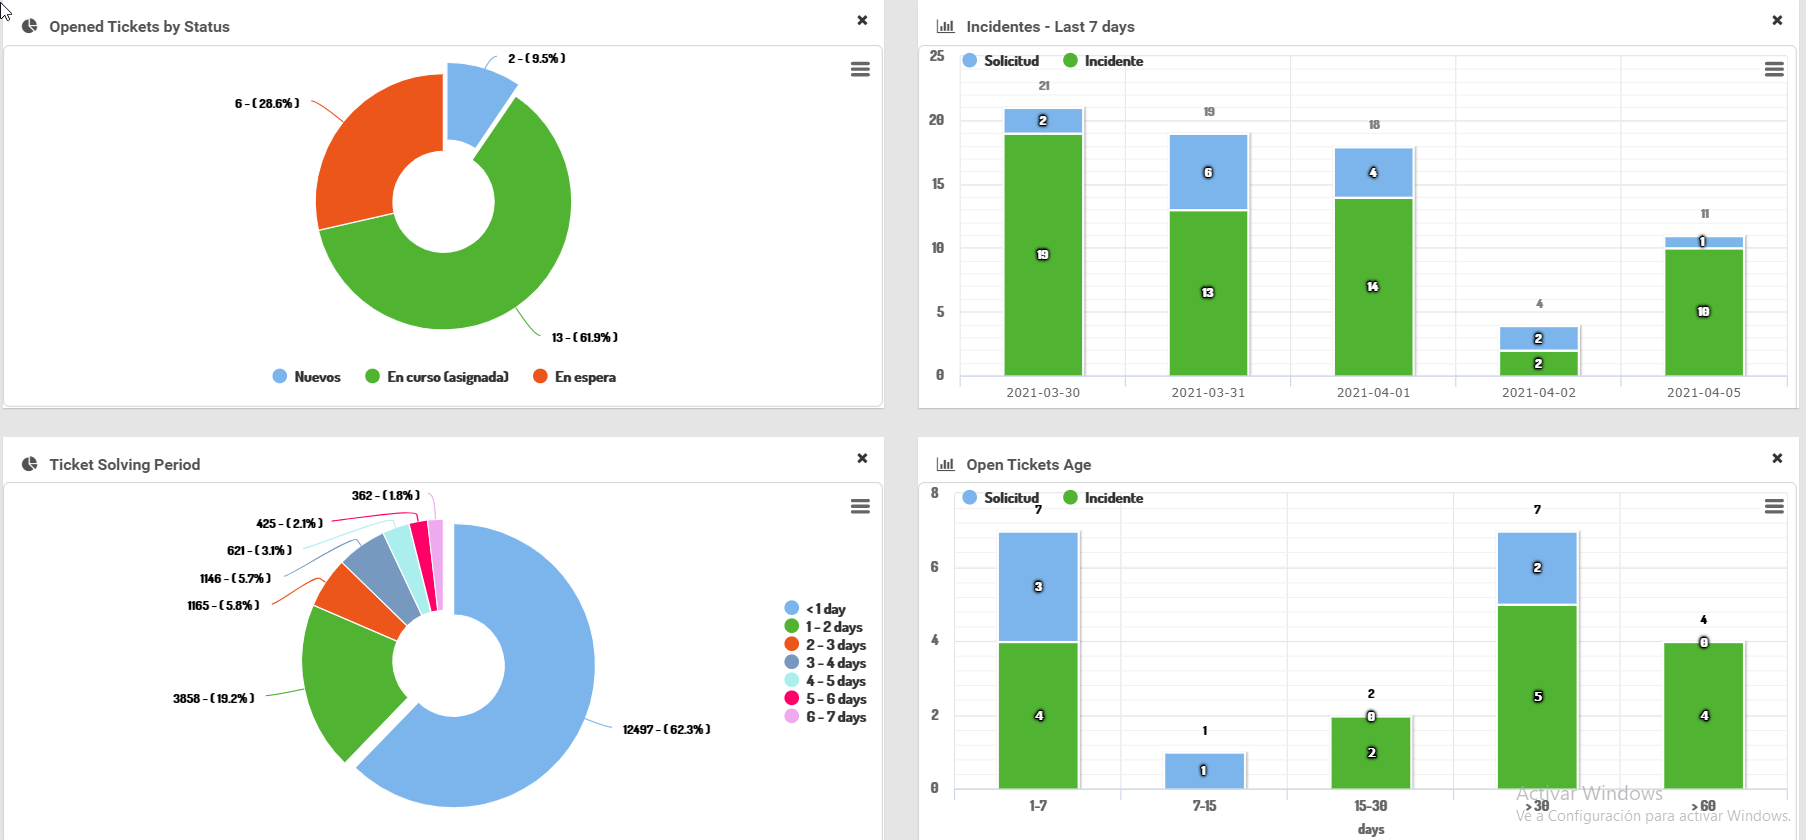 Opened Tickets by Status
2 - ( 9.5% )
6 - ( 28.6% )
13 - ( 61.9% )
Nuevos
En curso (asignada)
En espera
Incidentes - Last 7 days
Solicitud
Incidente
25
20
15
10
5
0
21
2
19
19
6
13
18
4
14
4
2
2
11
1
10
2021-03-30
2021-03-31
2021-04-01
2021-04-02
2021-04-05
Ticket Solving Period
362 - ( 1.8% )
425 - ( 2.1% )
621 - ( 3.1% )
1146 - ( 5.7% )
1165 - ( 5.8% )
3858 - ( 19.2% )
12497 - ( 62.3% )
< 1 day
1 - 2 days
2 - 3 days
3 - 4 days
4 - 5 days
5 - 6 days
6 - 7 days
Open Tickets Age
Solicitud
Incidente
8
6
4
2
0
7
3
4
1
1
2
0
2
7
2
5
4
0
4
1-7
7-15
15-30
> 30
> 60
days
Activar Windows
Ve a Configuración para activar Windows.